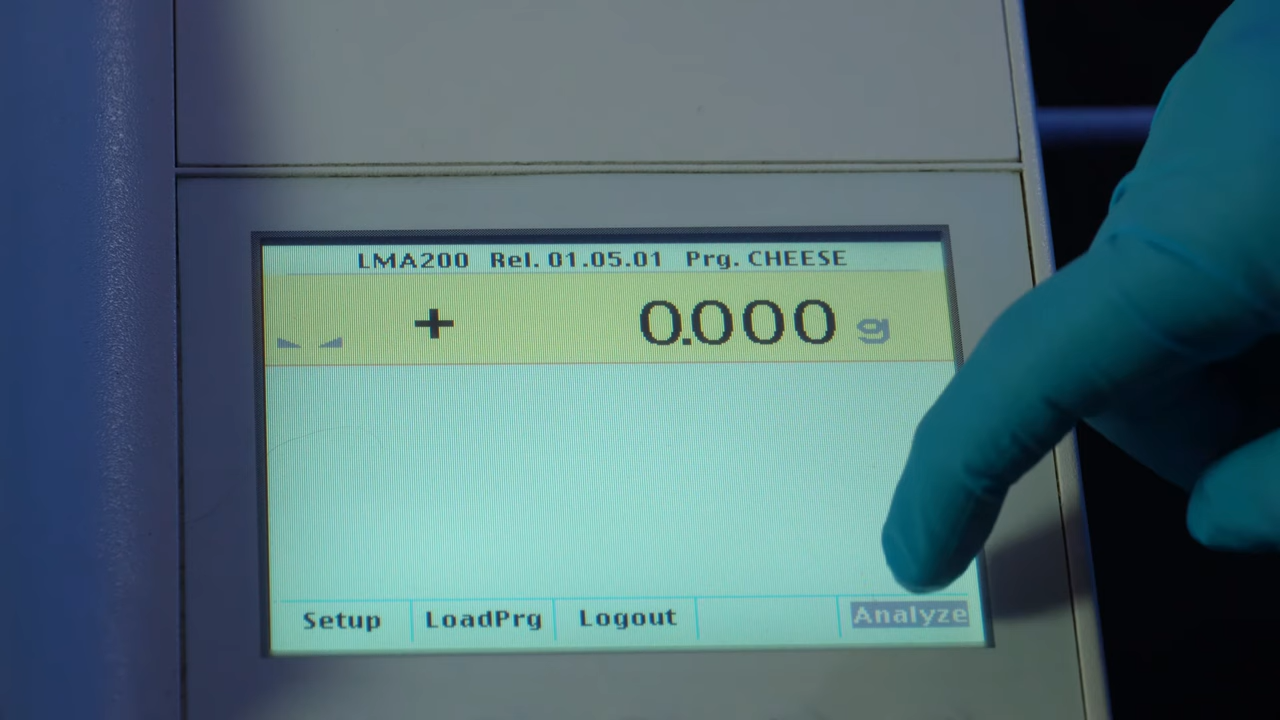 LMA200 Rel. 01.05.01 Prg. CHEESE
+ 0.000 g
Setup LoadPrg Logout Analyze